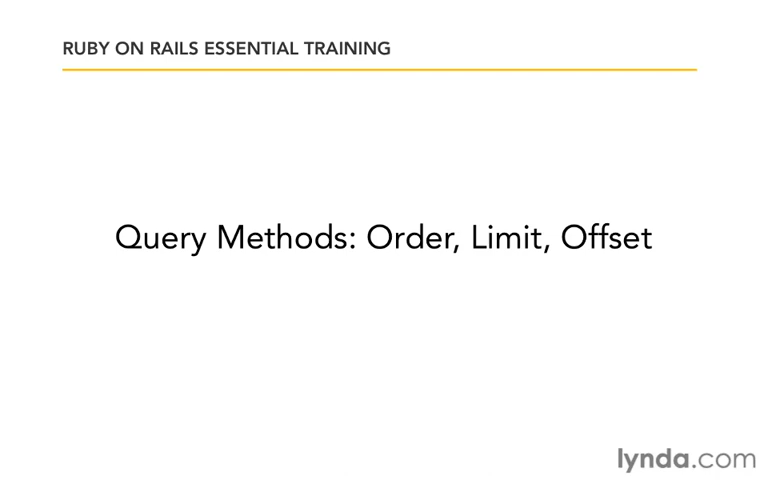 RUBY ON RAILS ESSENTIAL TRAINING
Query Methods: Order, Limit, Offset
lynda.com